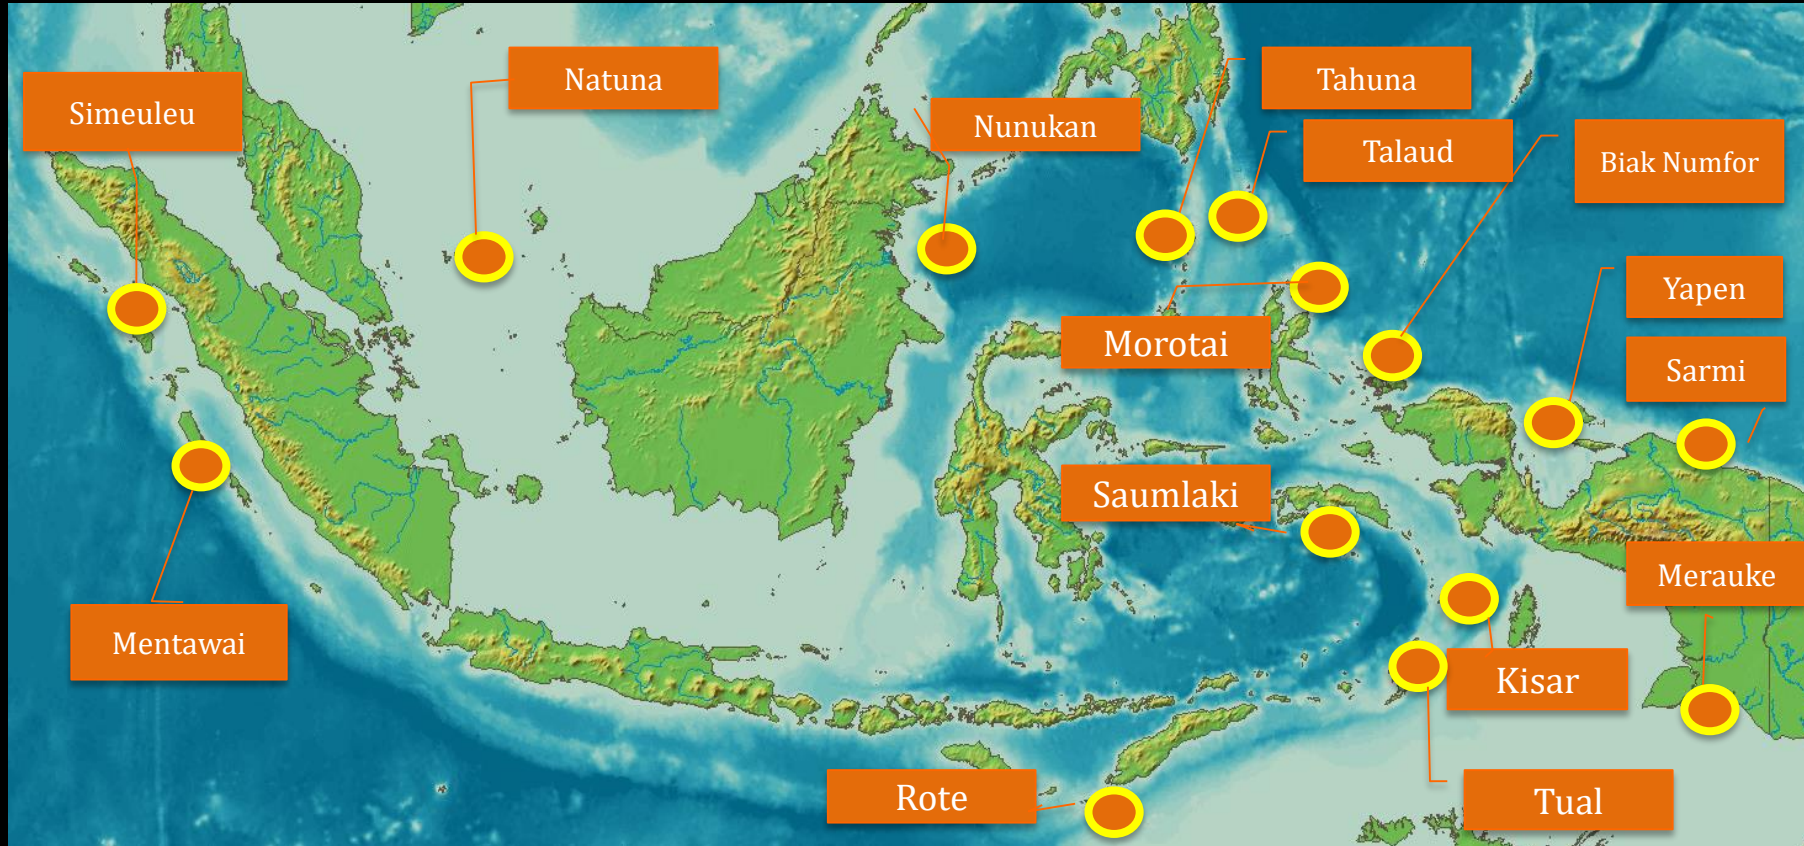 Natuna
Tahuna
Simeuleu
Nunukan
Talaud
Biak Numfor
Yapen
Morotai
Sarmi
Saumlaki
Merauke
Mentawai
Kisar
Rote
Tual